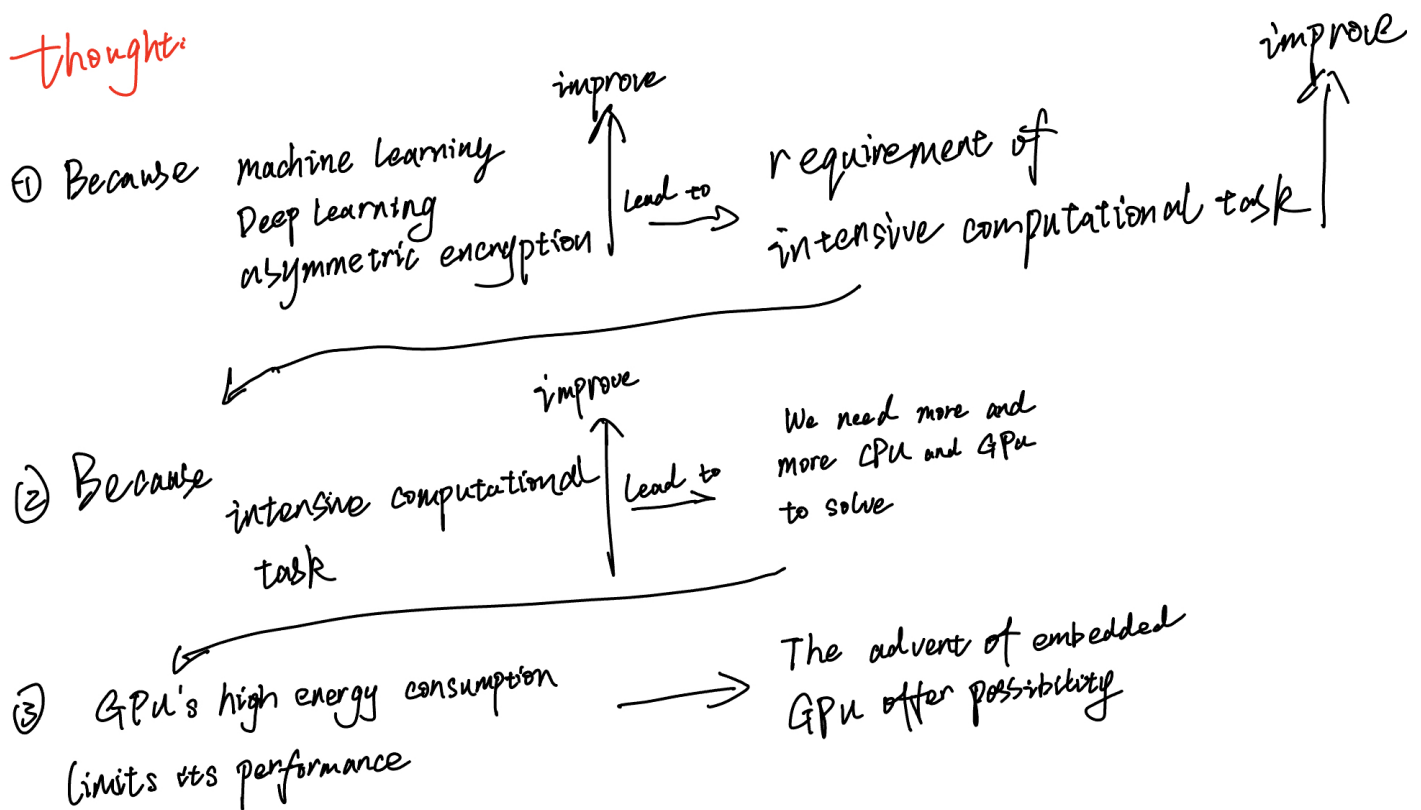 thought:
improve
improve
① Because machine learning
Deep Learning
asymmetric encryption
Lead to
requirement of
intensive computational task
improve
② Because
intensive computational
task
Lead to
We need more and
more CPU and GPU
to solve
③ GPU's high energy consumption
limits its performance
The advent of embedded
GPU offer possibility